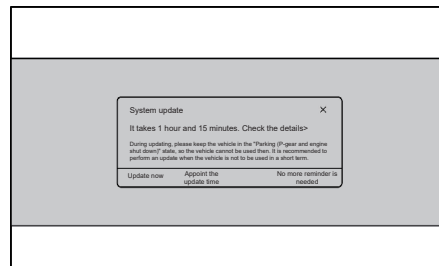 System update ×
It takes 1 hour and 15 minutes. Check the details>
During updating, please keep the vehicle in the "Parking (P-gear and engine
shut down)" state, so the vehicle cannot be used then. It is recommended to
perform an update when the vehicle is not to be used in a short term.
Update now
Appoint the
update time
No more reminder is
needed